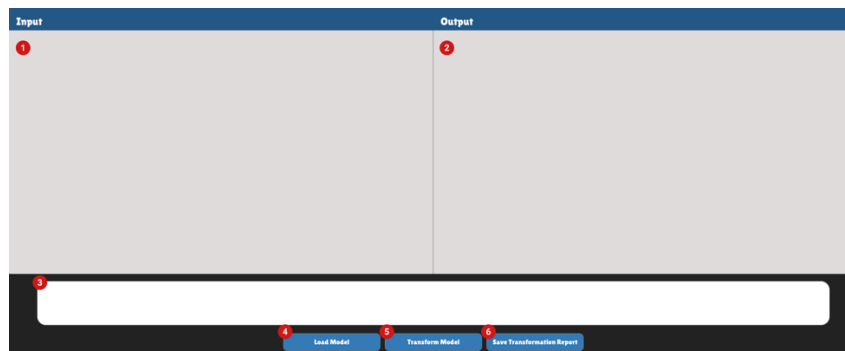 Input Output
1 2
3
4 5 6
Load Model Transform Model Save Transformation Report